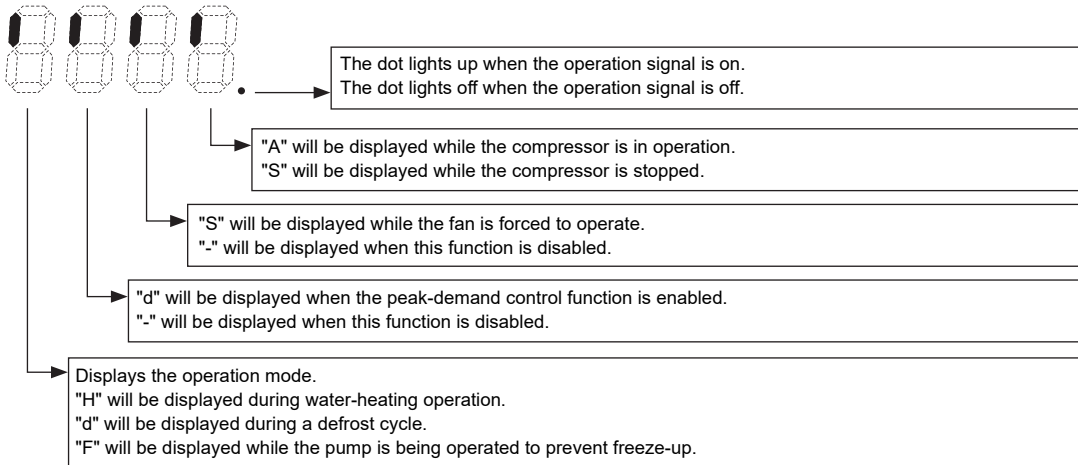 The dot lights up when the operation signal is on.
The dot lights off when the operation signal is off.
"A" will be displayed while the compressor is in operation.
"S" will be displayed while the compressor is stopped.
"S" will be displayed while the fan is forced to operate.
"-" will be displayed when this function is disabled.
"d" will be displayed when the peak-demand control function is enabled.
"-" will be displayed when this function is disabled.
Displays the operation mode.
"H" will be displayed during water-heating operation.
"d" will be displayed during a defrost cycle.
"F" will be displayed while the pump is being operated to prevent freeze-up.